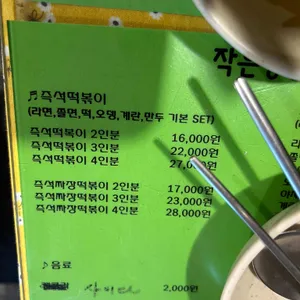 작은
♬즉석떡볶이
(라면,쫄면,떡,오뎅,계란,만두 기본 SET)
즉석떡볶이 2인분 16,000원
즉석떡볶이 3인분 22,000원
즉석떡볶이 4인분 27,000원
즉석짜장떡볶이 2인분 17,000원
즉석짜장떡볶이 3인분 23,000원
즉석짜장떡볶이 4인분 28,000원
♪음료
사이다 2,000원